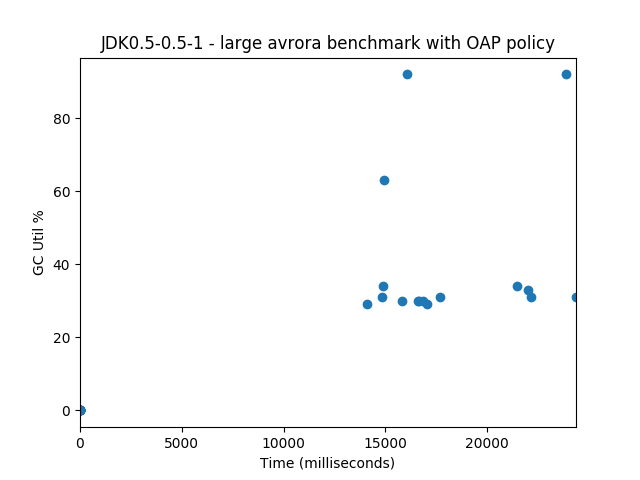 JDK0.5-0.5-1 - large avrora benchmark with OAP policy
GC Util %
80
60
40
20
0
0 5000 10000 15000 20000
Time (milliseconds)